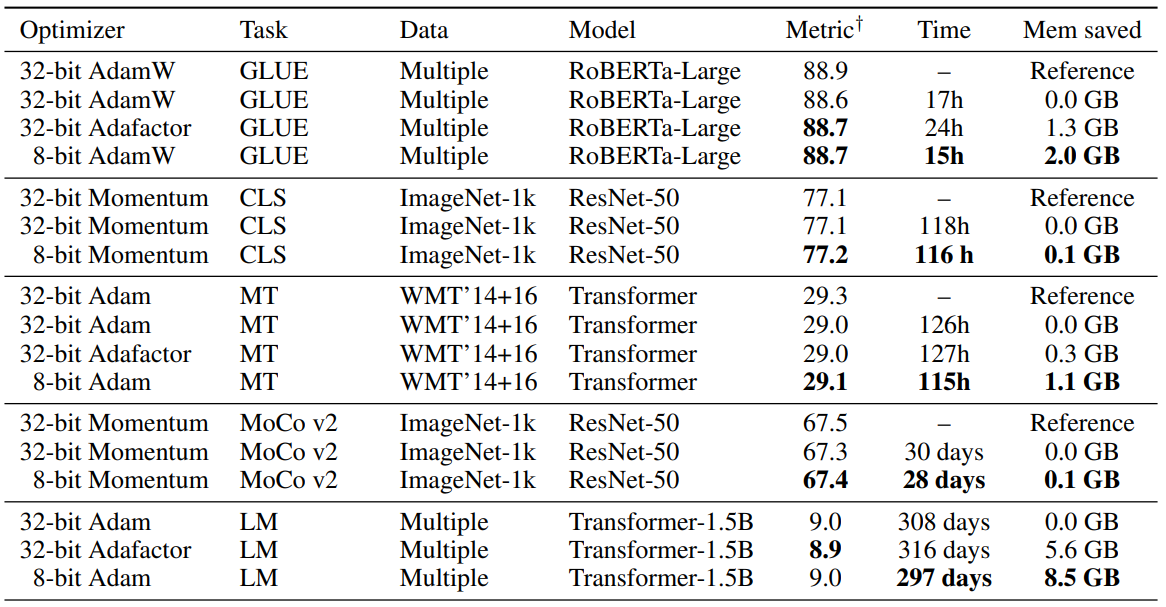 Optimizer Task Data Model Metric† Time Mem saved
32-bit AdamW GLUE Multiple RoBERTa-Large 88.9 – Reference
32-bit AdamW GLUE Multiple RoBERTa-Large 88.6 17h 0.0 GB
32-bit Adafactor GLUE Multiple RoBERTa-Large 88.7 24h 1.3 GB
8-bit AdamW GLUE Multiple RoBERTa-Large 88.7 15h 2.0 GB
32-bit Momentum CLS ImageNet-1k ResNet-50 77.1 – Reference
32-bit Momentum CLS ImageNet-1k ResNet-50 77.1 118h 0.0 GB
8-bit Momentum CLS ImageNet-1k ResNet-50 77.2 116 h 0.1 GB
32-bit Adam MT WMT’14+16 Transformer 29.3 – Reference
32-bit Adam MT WMT’14+16 Transformer 29.0 126h 0.0 GB
32-bit Adafactor MT WMT’14+16 Transformer 29.0 127h 0.3 GB
8-bit Adam MT WMT’14+16 Transformer 29.1 115h 1.1 GB
32-bit Momentum MoCo v2 ImageNet-1k ResNet-50 67.5 – Reference
32-bit Momentum MoCo v2 ImageNet-1k ResNet-50 67.3 30 days 0.0 GB
8-bit Momentum MoCo v2 ImageNet-1k ResNet-50 67.4 28 days 0.1 GB
32-bit Adam LM Multiple Transformer-1.5B 9.0 308 days 0.0 GB
32-bit Adafactor LM Multiple Transformer-1.5B 8.9 316 days 5.6 GB
8-bit Adam LM Multiple Transformer-1.5B 9.0 297 days 8.5 GB